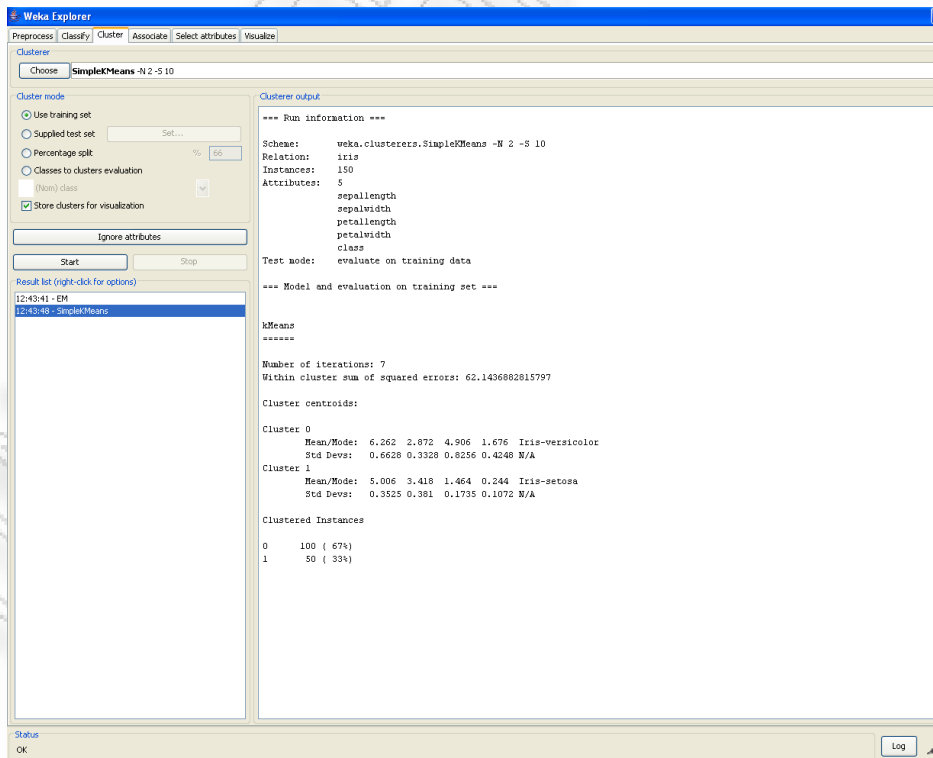 Weka Explorer
Preprocess Classify Cluster Associate Select attributes Visualize
Clusterer
Choose SimpleKMeans -N 2 -S 10
Cluster mode
Use training set
Supplied test set Set...
Percentage split % 66
Classes to clusters evaluation
(Nom) class
Store clusters for visualization
Ignore attributes
Start Stop
Result list (right-click for options)
12:43:41 - EM
12:43:48 - SimpleKMeans
Clusterer output
=== Run information ===
Scheme: weka.clusterers.SimpleKMeans -N 2 -S 10
Relation: iris
Instances: 150
Attributes: 5
sepallength
sepalwidth
petallength
petalwidth
class
Test mode: evaluate on training data
=== Model and evaluation on training set ===
kMeans
======
Number of iterations: 7
Within cluster sum of squared errors: 62.1436882815797
Cluster centroids:
Cluster 0
Mean/Mode: 6.262 2.872 4.906 1.676 Iris-versicolor
Std Devs: 0.6628 0.3328 0.8256 0.4248 N/A
Cluster 1
Mean/Mode: 5.006 3.418 1.464 0.244 Iris-setosa
Std Devs: 0.3525 0.381 0.1735 0.1072 N/A
Clustered Instances
0 100 ( 67%)
1 50 ( 33%)
Status
OK
Log